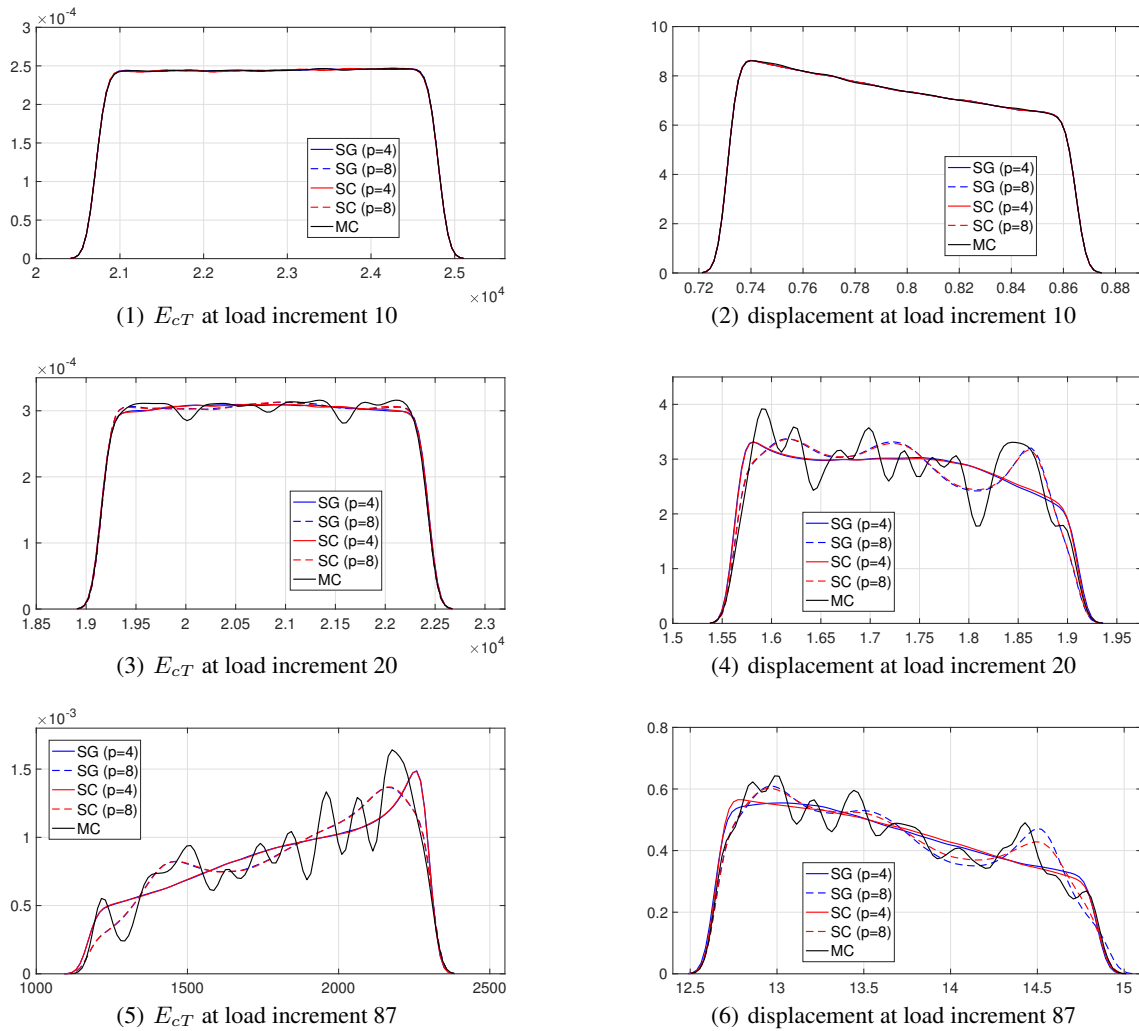 ×10^-4
3
2.5
2
1.5
1
0.5
0
SG (p=4)
SG (p=8)
SC (p=4)
SC (p=8)
MC
2 2.1 2.2 2.3 2.4 2.5
×10^4
(1) E_cT at load increment 10
10
8
6
4
2
0
SG (p=4)
SG (p=8)
SC (p=4)
SC (p=8)
MC
0.72 0.74 0.76 0.78 0.8 0.82 0.84 0.86 0.88
(2) displacement at load increment 10
×10^-4
3
2
1
0
SG (p=4)
SG (p=8)
SC (p=4)
SC (p=8)
MC
1.85 1.9 1.95 2 2.05 2.1 2.15 2.2 2.25 2.3
×10^4
(3) E_cT at load increment 20
5
4
3
2
1
0
SG (p=4)
SG (p=8)
SC (p=4)
SC (p=8)
MC
1.5 1.55 1.6 1.65 1.7 1.75 1.8 1.85 1.9 1.95
(4) displacement at load increment 20
×10^-3
1.5
1
0.5
0
SG (p=4)
SG (p=8)
SC (p=4)
SC (p=8)
MC
1000 1500 2000 2500
(5) E_cT at load increment 87
0.8
0.6
0.4
0.2
0
SG (p=4)
SG (p=8)
SC (p=4)
SC (p=8)
MC
12.5 13 13.5 14 14.5 15
(6) displacement at load increment 87